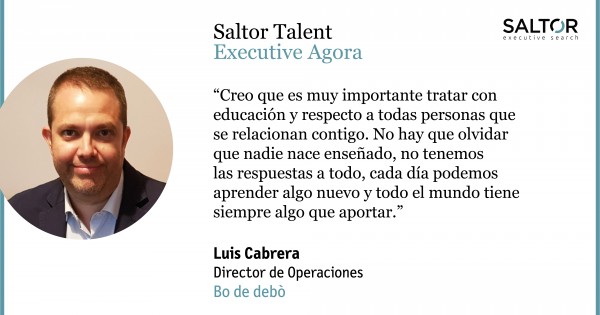 Saltor Talent
Executive Agora
SALTOR
executive search
“Creo que es muy importante tratar con
educación y respecto a todas personas que
se relacionan contigo. No hay que olvidar
que nadie nace enseñado, no tenemos
las respuestas a todo, cada día podemos
aprender algo nuevo y todo el mundo tiene
siempre algo que aportar.”
Luis Cabrera
Director de Operaciones
Bo de debò